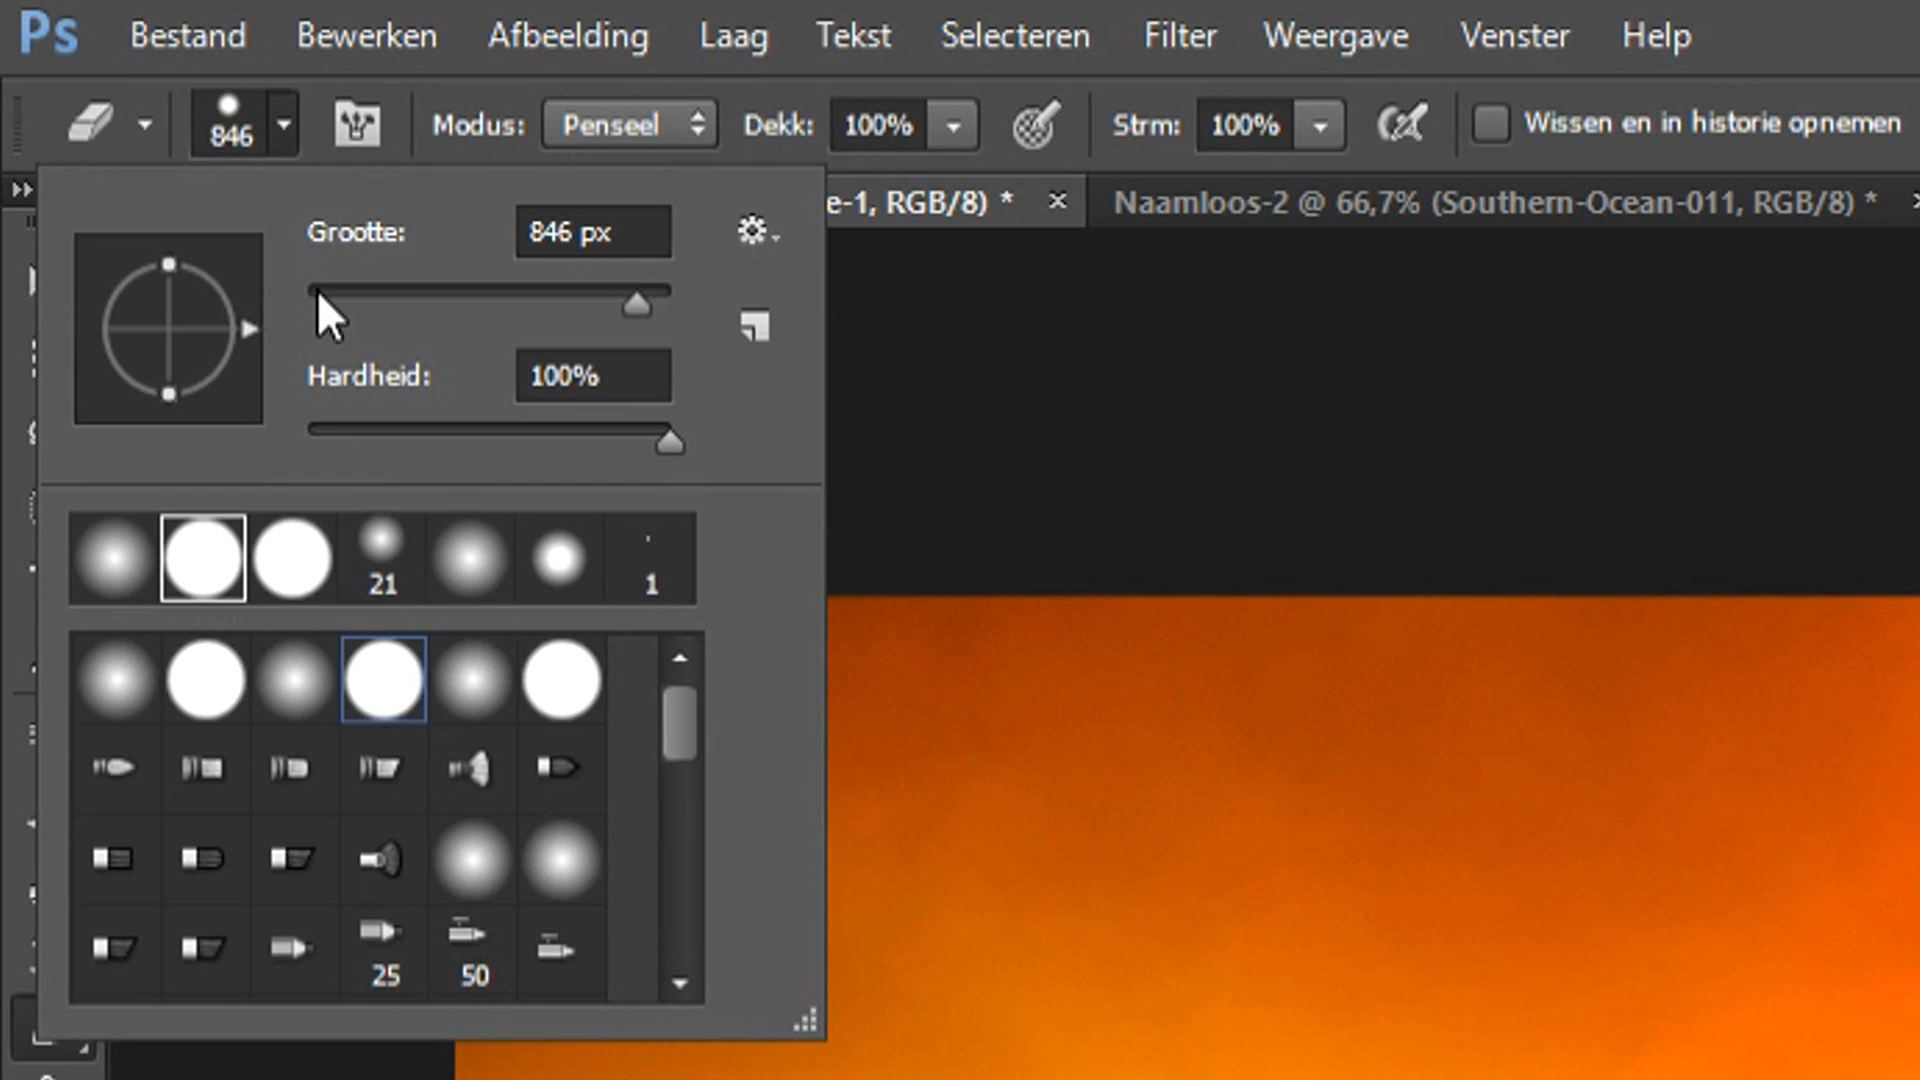 Ps Bestand Bewerken Afbeelding Laag Tekst Selecteren Filter Weergave Venster Help
846 Modus: Penseel Dekk: 100% Strm: 100% Wissen en in historie opnemen
e-1, RGB/8) * × Naamloos-2 @ 66,7% (Southern-Ocean-011, RGB/8) *
Grootte: 846 px
Hardheid: 100%
21 1
25 50